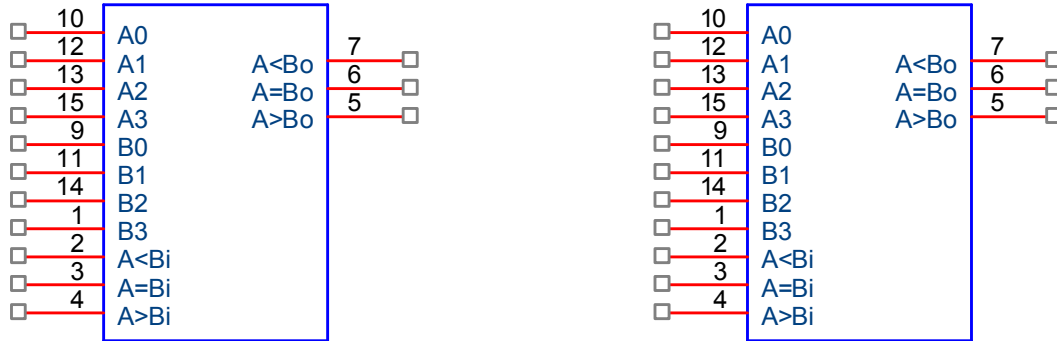 10 A0
12 A1
13 A2
15 A3
9 B0
11 B1
14 B2
1 B3
2 A<Bi
3 A=Bi
4 A>Bi
A<Bo 7
A=Bo 6
A>Bo 5
10 A0
12 A1
13 A2
15 A3
9 B0
11 B1
14 B2
1 B3
2 A<Bi
3 A=Bi
4 A>Bi
A<Bo 7
A=Bo 6
A>Bo 5